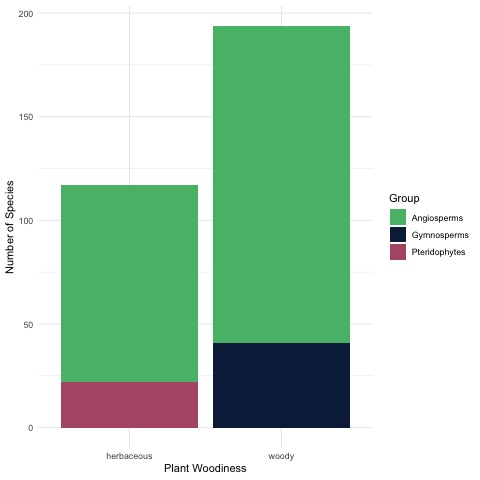 200
150
100
50
0
Number of Species
herbaceous
woody
Plant Woodiness
Group
Angiosperms
Gymnosperms
Pteridophytes